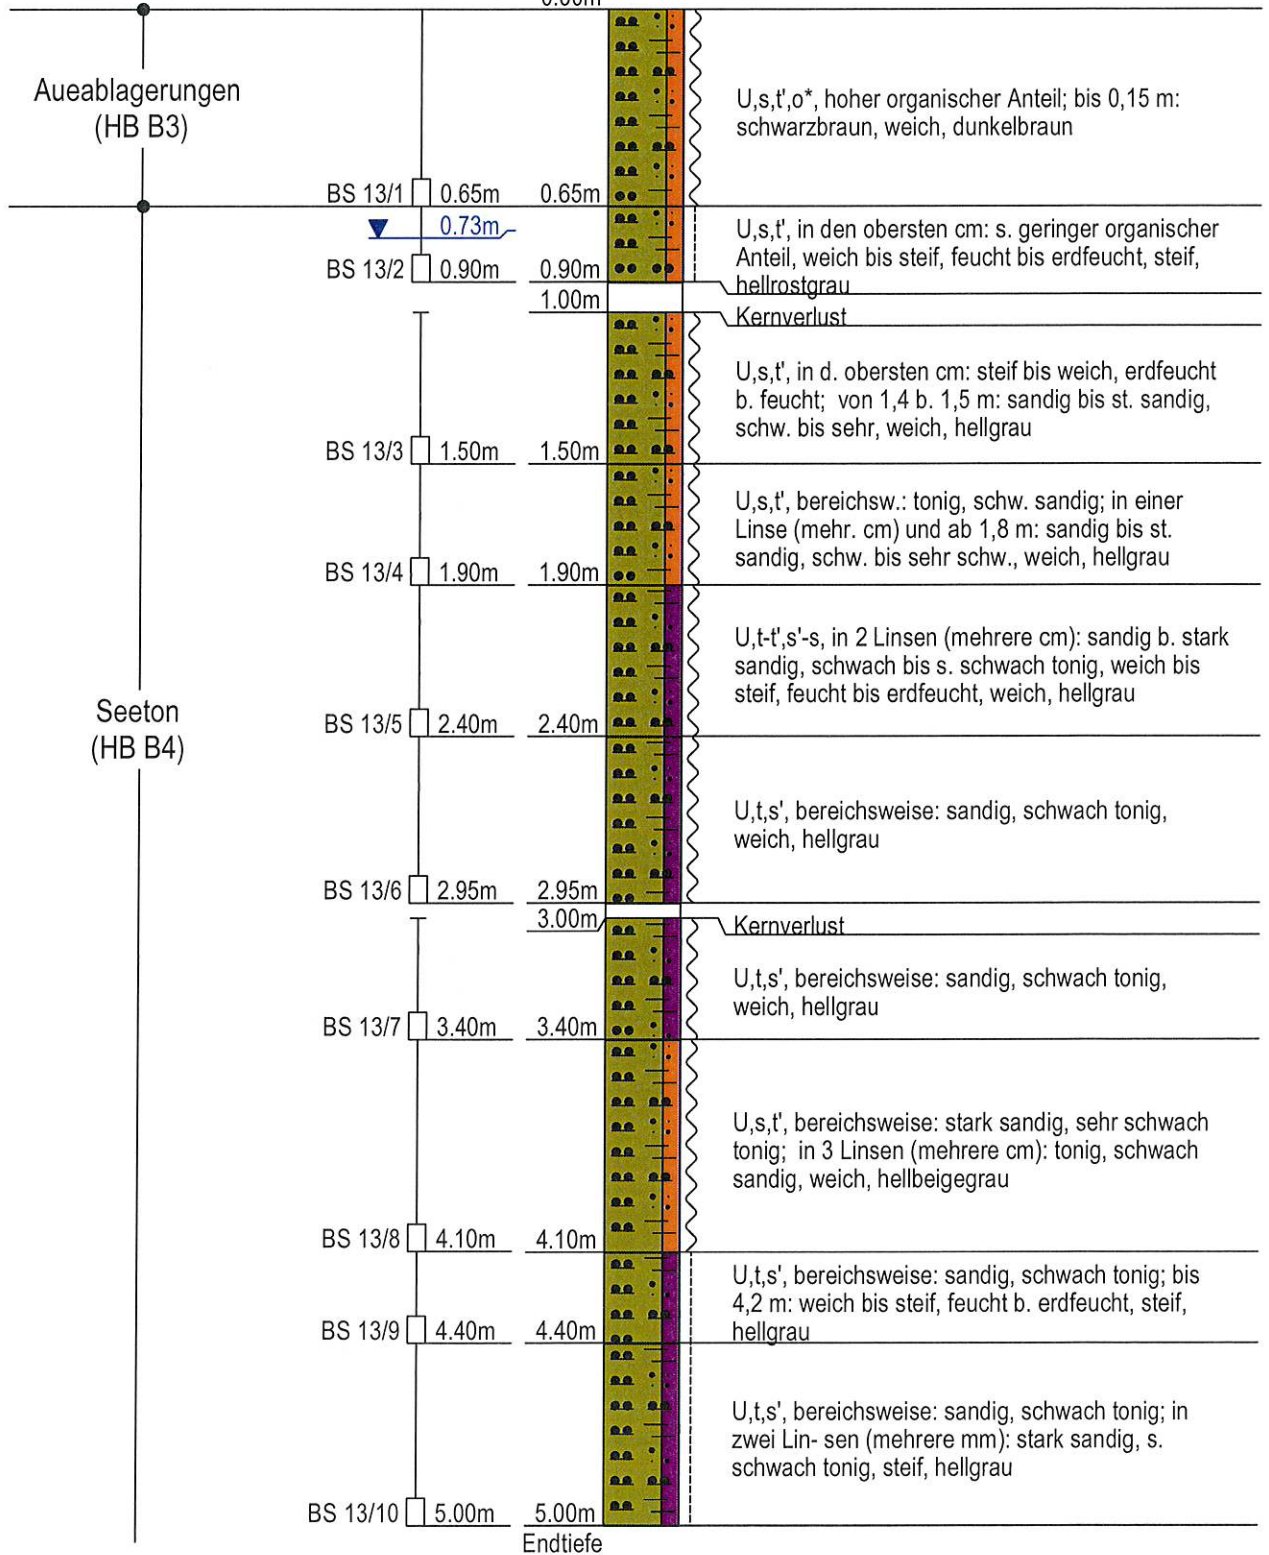 0.00m
Aueablagerungen
(HB B3)
U,s,t',o*, hoher organischer Anteil; bis 0,15 m:
schwarzbraun, weich, dunkelbraun
BS 13/1 0.65m 0.65m
0.73m
U,s,t', in den obersten cm: s. geringer organischer
Anteil, weich bis steif, feucht bis erdfeucht, steif,
hellrostgrau
BS 13/2 0.90m 0.90m
1.00m
Kernverlust
U,s,t', in d. obersten cm: steif bis weich, erdfeucht
b. feucht; von 1,4 b. 1,5 m: sandig bis st. sandig,
schw. bis sehr, weich, hellgrau
BS 13/3 1.50m 1.50m
U,s,t', bereichsw.: tonig, schw. sandig; in einer
Linse (mehr. cm) und ab 1,8 m: sandig bis st.
sandig, schw. bis sehr schw., weich, hellgrau
BS 13/4 1.90m 1.90m
U,t-t',s'-s, in 2 Linsen (mehrere cm): sandig b. stark
sandig, schwach bis s. schwach tonig, weich bis
steif, feucht bis erdfeucht, weich, hellgrau
Seeton
(HB B4)
BS 13/5 2.40m 2.40m
U,t,s', bereichsweise: sandig, schwach tonig,
weich, hellgrau
BS 13/6 2.95m 2.95m
3.00m
Kernverlust
U,t,s', bereichsweise: sandig, schwach tonig,
weich, hellgrau
BS 13/7 3.40m 3.40m
U,s,t', bereichsweise: stark sandig, sehr schwach
tonig; in 3 Linsen (mehrere cm): tonig, schwach
sandig, weich, hellbeigegrau
BS 13/8 4.10m 4.10m
U,t,s', bereichsweise: sandig, schwach tonig; bis
4,2 m: weich bis steif, feucht b. erdfeucht, steif,
hellgrau
BS 13/9 4.40m 4.40m
U,t,s', bereichsweise: sandig, schwach tonig; in
zwei Lin- sen (mehrere mm): stark sandig, s.
schwach tonig, steif, hellgrau
BS 13/10 5.00m 5.00m
Endtiefe